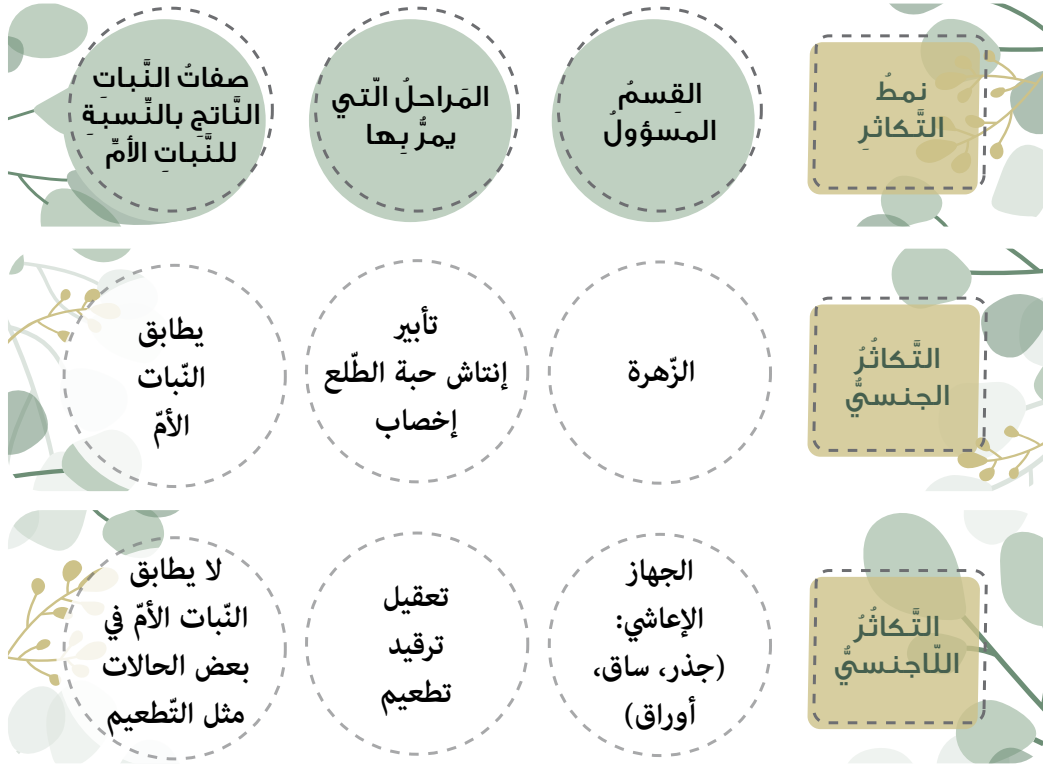 نمطُ
التَّكاثرِ
القِسمُ
المسؤولُ
المَراحلُ الّتي
يمرُّ بِها
صفاتُ النَّباتِ
النَّاتجِ بالنِّسبةِ
للنَّباتِ الأمِّ
التَّكاثُرُ
الجنسيُّ
الزّهرة
تأبير
إنتاش حبة الطّلع
إخصاب
يطابق
النّبات
الأمّ
التَّكاثُرُ
اللّاجنسيُّ
الجهاز
الإعاشي:
(جذر، ساق،
أوراق)
تعقيل
ترقيد
تطعيم
لا يطابق
النّبات الأمّ في
بعض الحالات
مثل التّطعيم